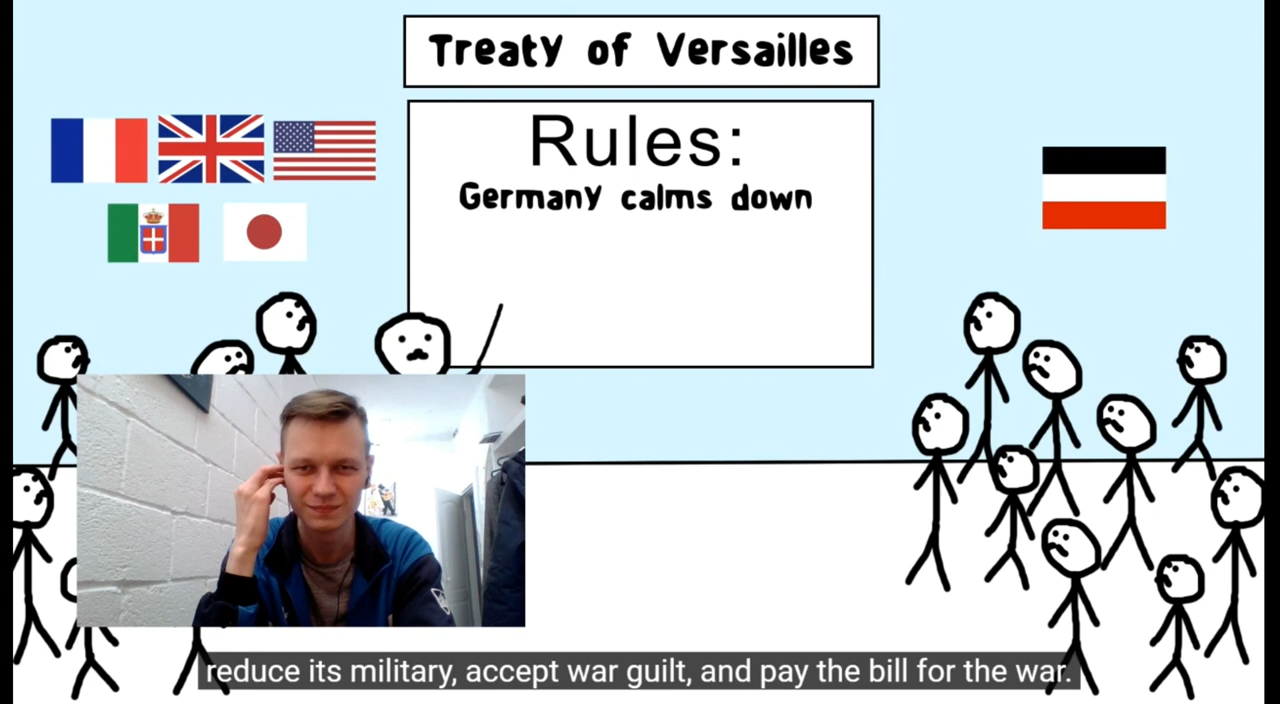 Treaty of Versailles
Rules:
Germany calms down
reduce its military, accept war guilt, and pay the bill for the war.